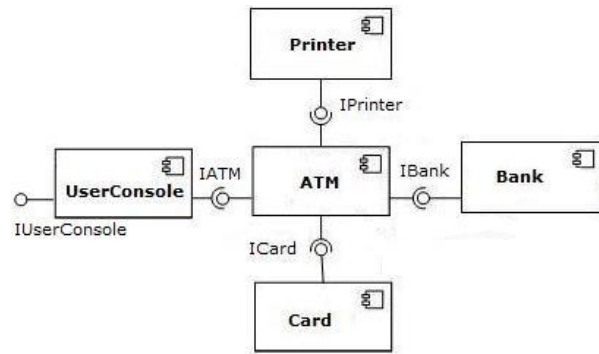 Printer
IPrinter
IATM
IBank
UserConsole
ATM
Bank
IUserConsole
ICard
Card